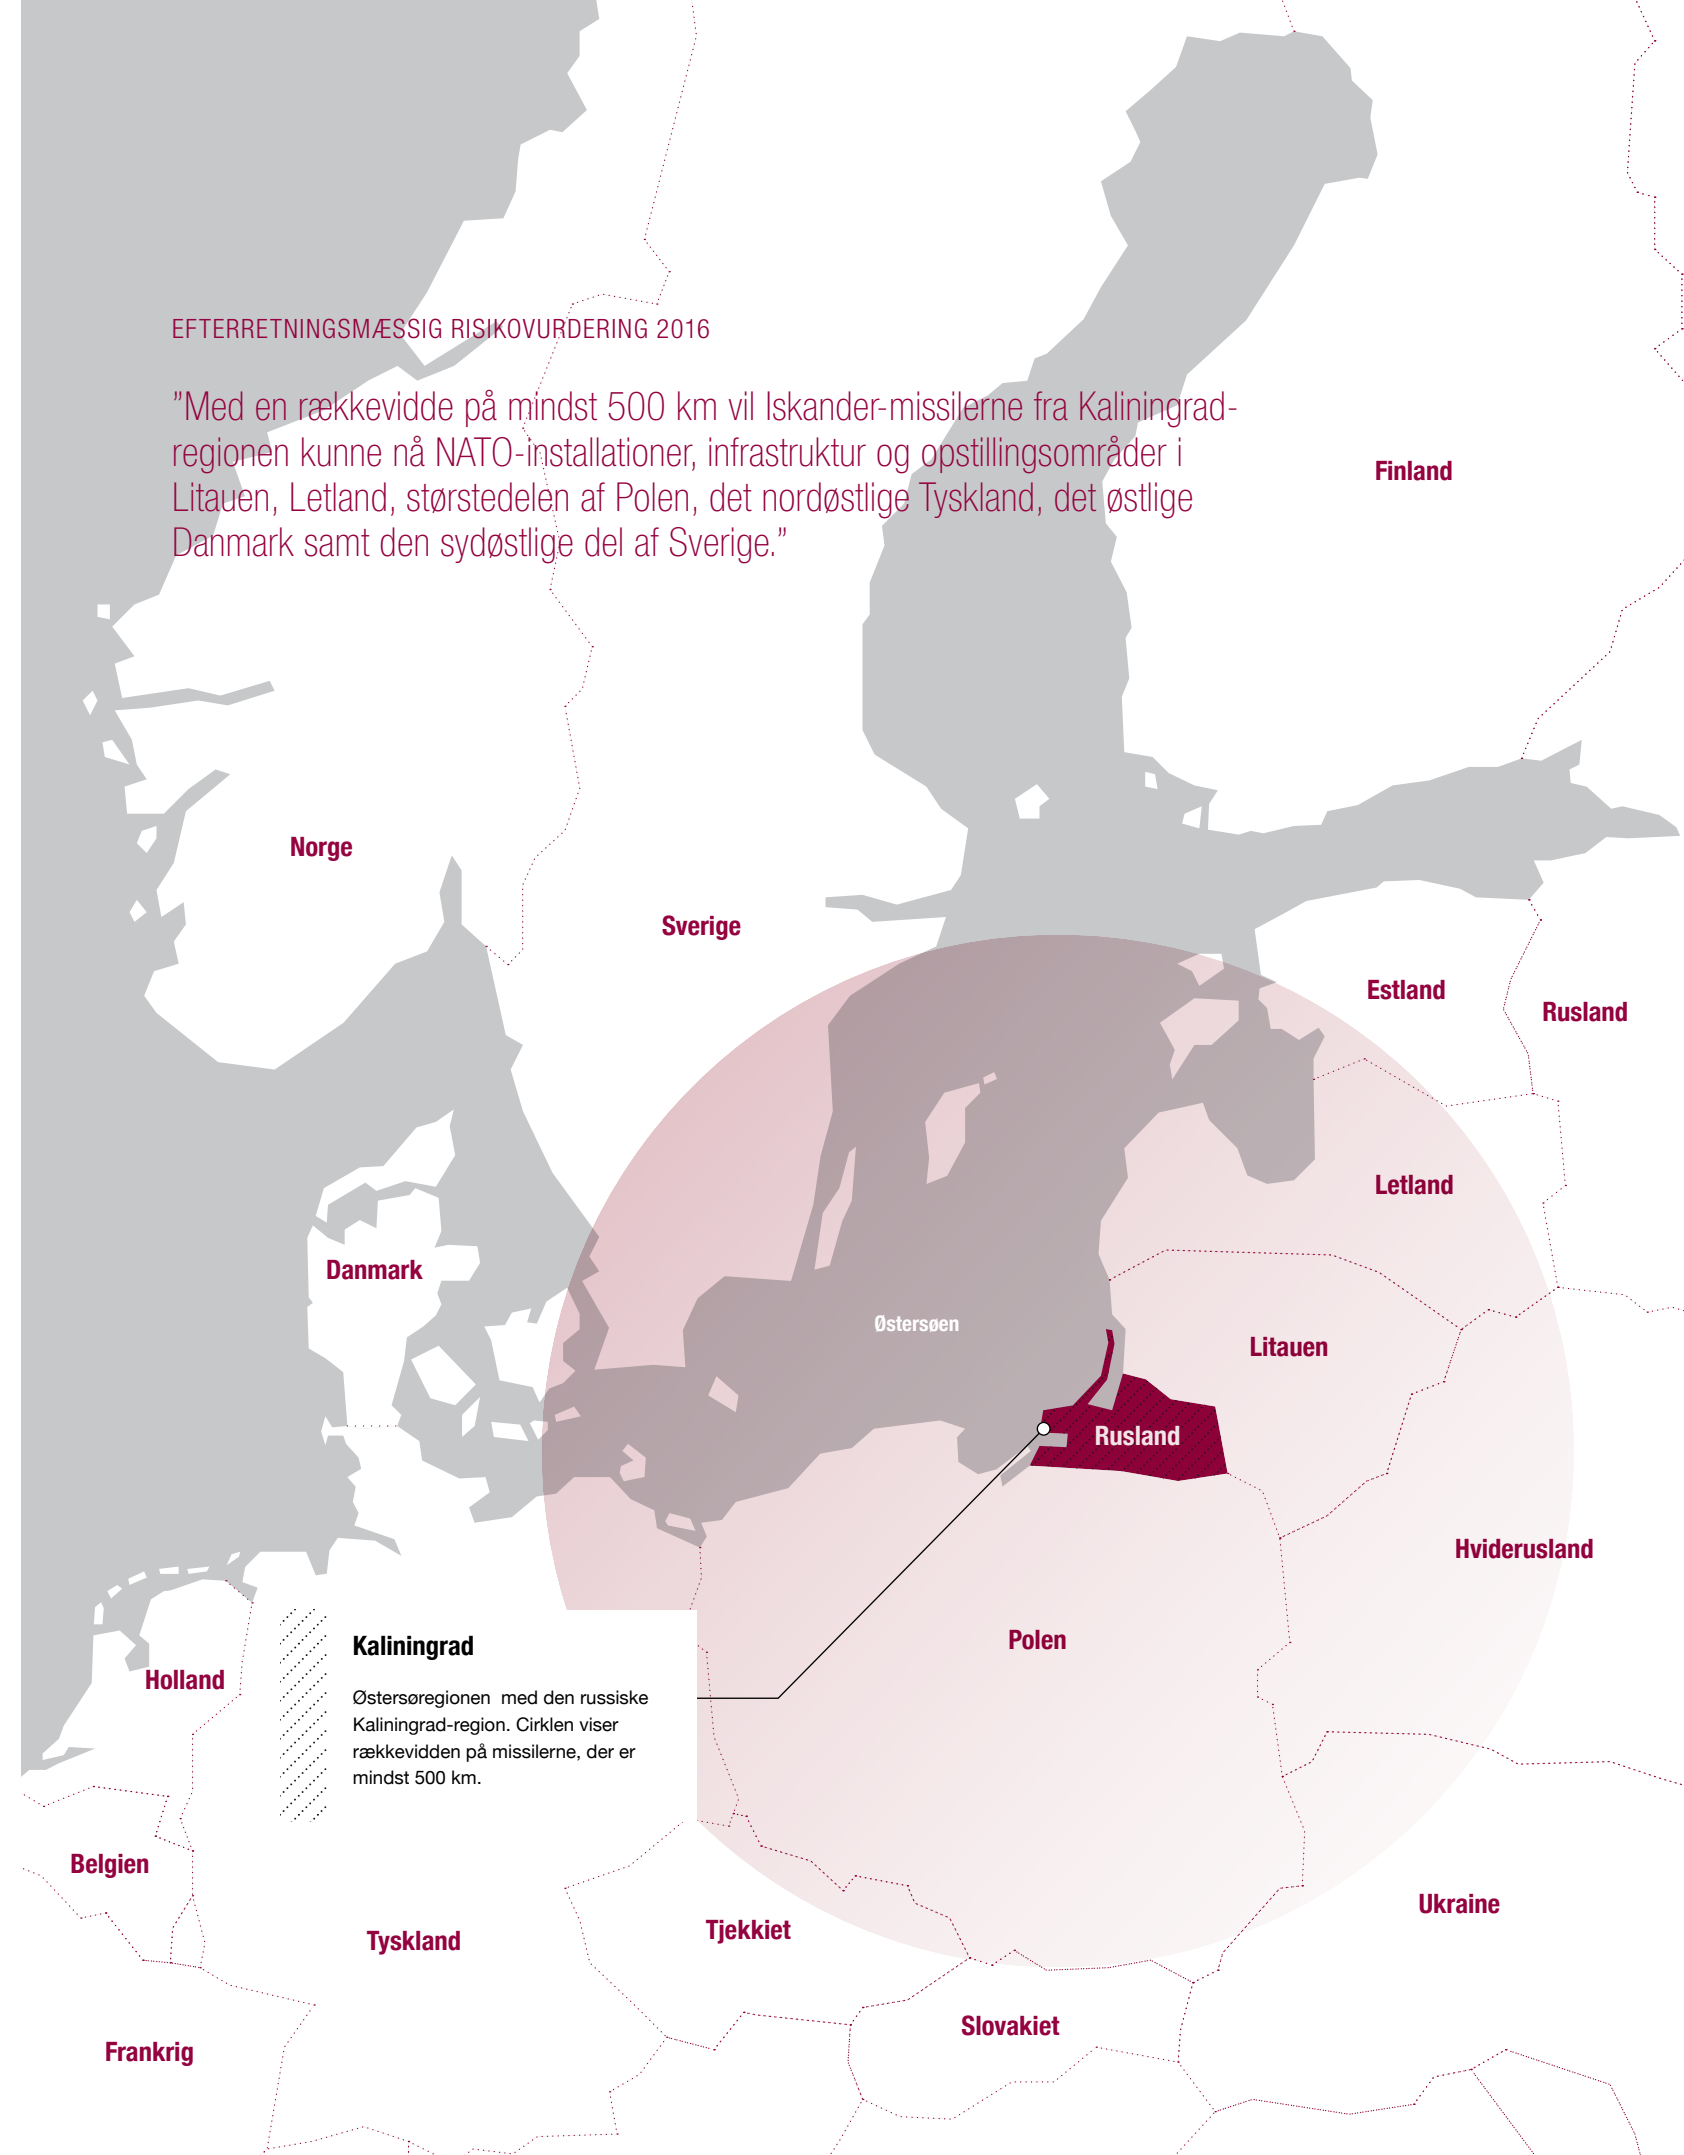 EFTERRETNINGSMÆSSIG RISIKOVURDERING 2016
”Med en rækkevidde på mindst 500 km vil Iskander-missilerne fra Kaliningrad-
regionen kunne nå NATO-installationer, infrastruktur og opstillingsområder i
Litauen, Letland, størstedelen af Polen, det nordøstlige Tyskland, det østlige
Danmark samt den sydøstlige del af Sverige.”
Finland
Norge
Sverige
Estland
Rusland
Letland
Danmark
Østersøen
Litauen
Rusland
Hviderusland
Polen
Kaliningrad
Østersøregionen  med den russiske
Kaliningrad-region. Cirklen viser
rækkevidden på missilerne, der er
mindst 500 km.
Holland
Belgien
Ukraine
Tjekkiet
Tyskland
Slovakiet
Frankrig